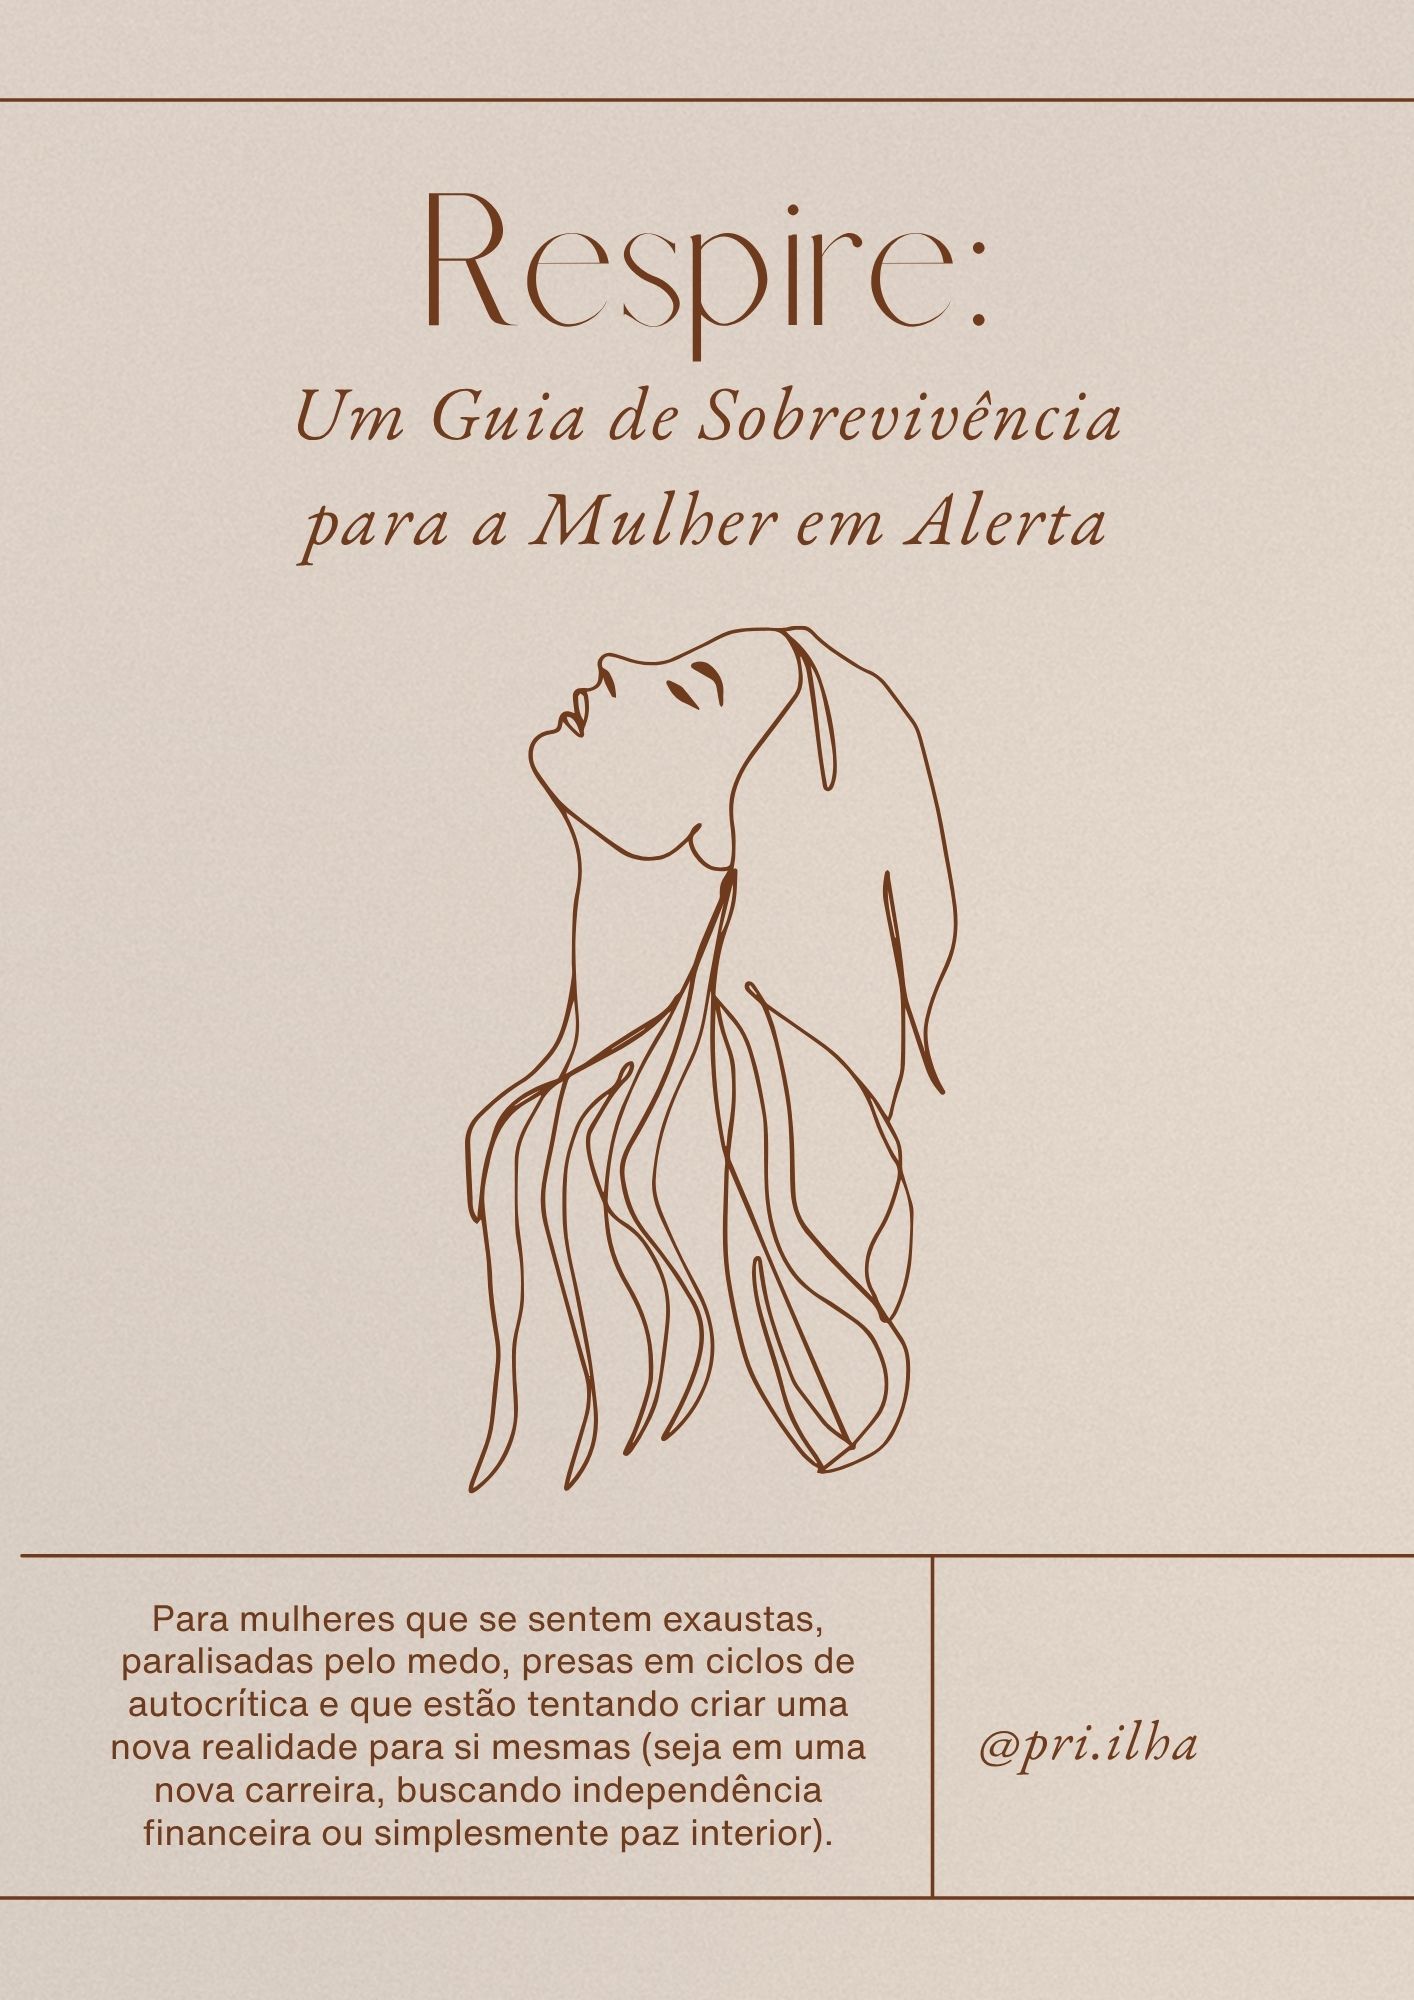 Respire:
Um Guia de Sobrevivência
para a Mulher em Alerta
Para mulheres que se sentem exaustas,
paralisadas pelo medo, presas em ciclos de
autocrítica e que estão tentando criar uma
nova realidade para si mesmas (seja em uma
nova carreira, buscando independência
financeira ou simplesmente paz interior).
@pri.ilha